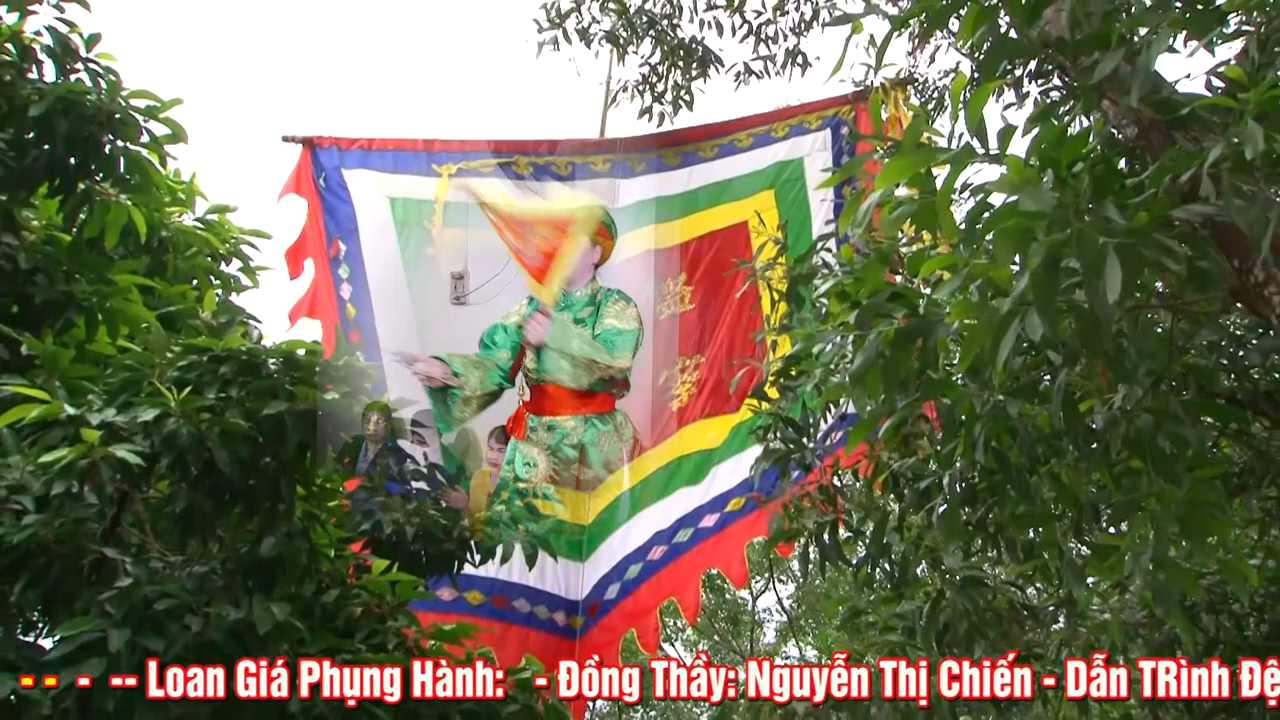 -- - -- Loan Giá Phụng Hành: - Đồng Thầy: Nguyễn Thị Chiến - Dẫn TRình Đệ